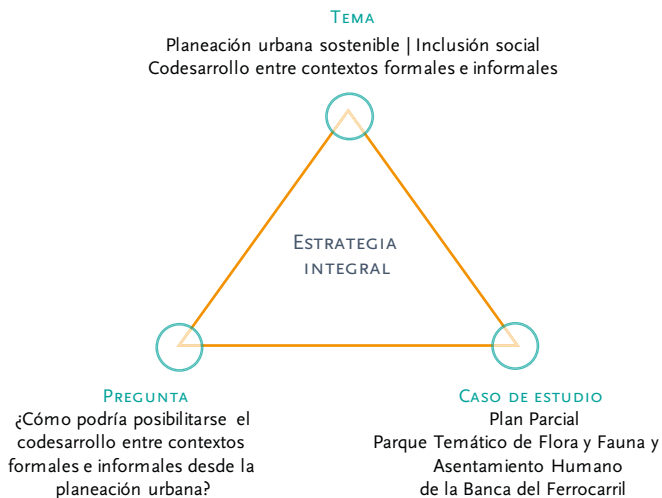 Tema
Planeación urbana sostenible | Inclusión social
Codesarrollo entre contextos formales e informales
Estrategia
integral
Pregunta
¿Cómo podría posibilitarse el
codesarrollo entre contextos
formales e informales desde la
planeación urbana?
Caso de estudio
Plan Parcial
Parque Temático de Flora y Fauna y
Asentamiento Humano
de la Banca del Ferrocarril